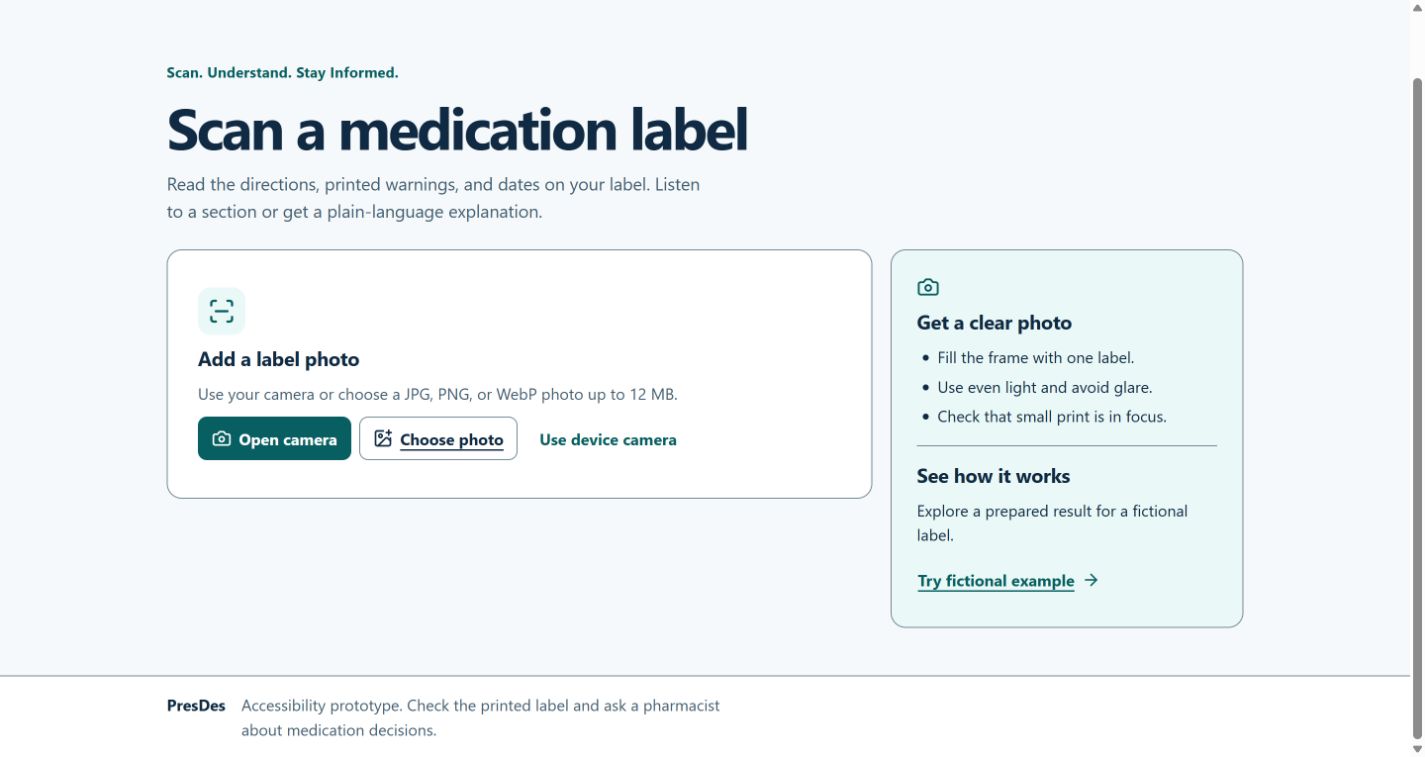 Scan. Understand. Stay Informed.
Scan a medication label
Read the directions, printed warnings, and dates on your label. Listen
to a section or get a plain-language explanation.
Add a label photo
Use your camera or choose a JPG, PNG, or WebP photo up to 12 MB.
Open camera
Choose photo
Use device camera
Get a clear photo
• Fill the frame with one label.
• Use even light and avoid glare.
• Check that small print is in focus.
See how it works
Explore a prepared result for a fictional
label.
Try fictional example →
PresDes
Accessibility prototype. Check the printed label and ask a pharmacist
about medication decisions.